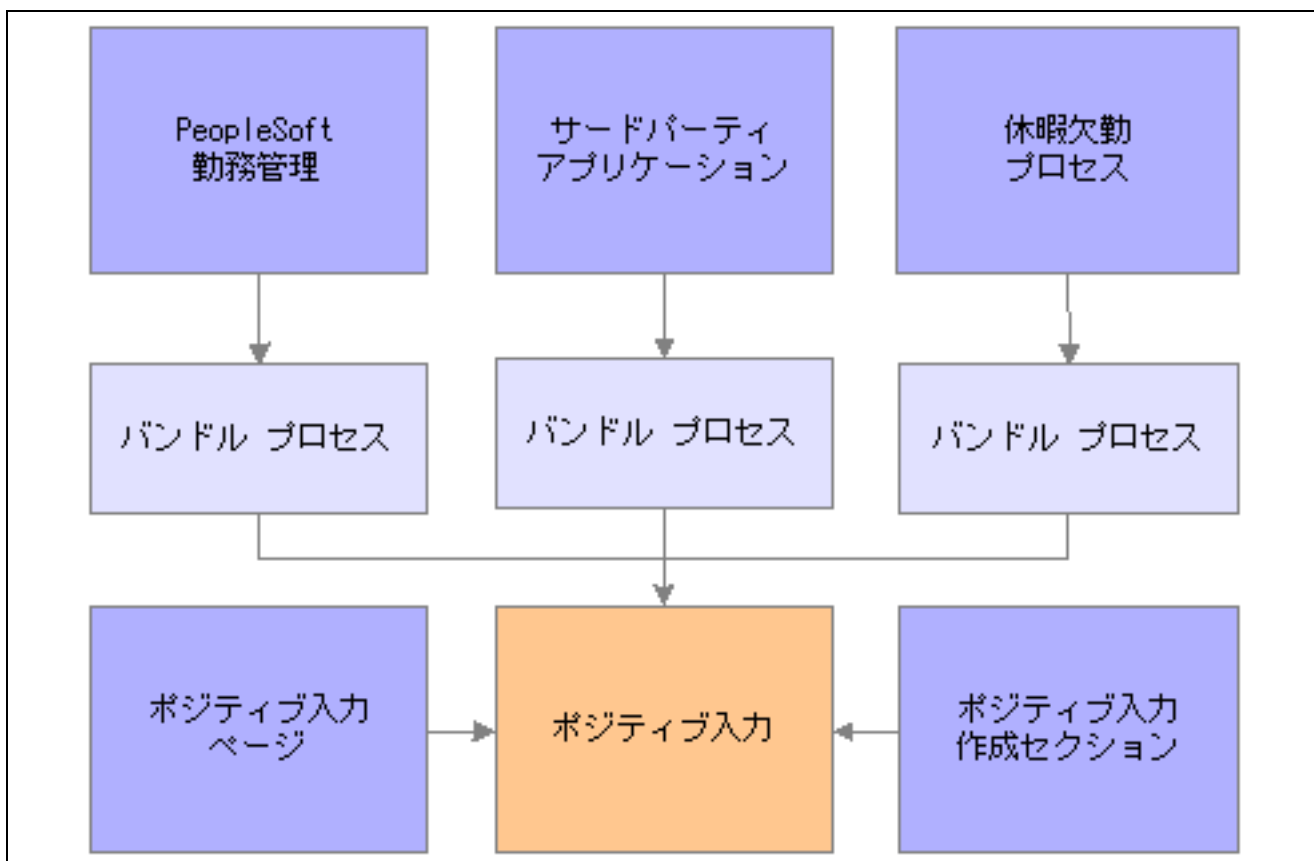 PeopleSoft
勤務管理
サードパーティ
アプリケーション
休暇欠勤
プロセス
バンドル プロセス
バンドル プロセス
バンドル プロセス
ポジティブ入力
ページ
ポジティブ入力
ポジティブ入力
作成セクション